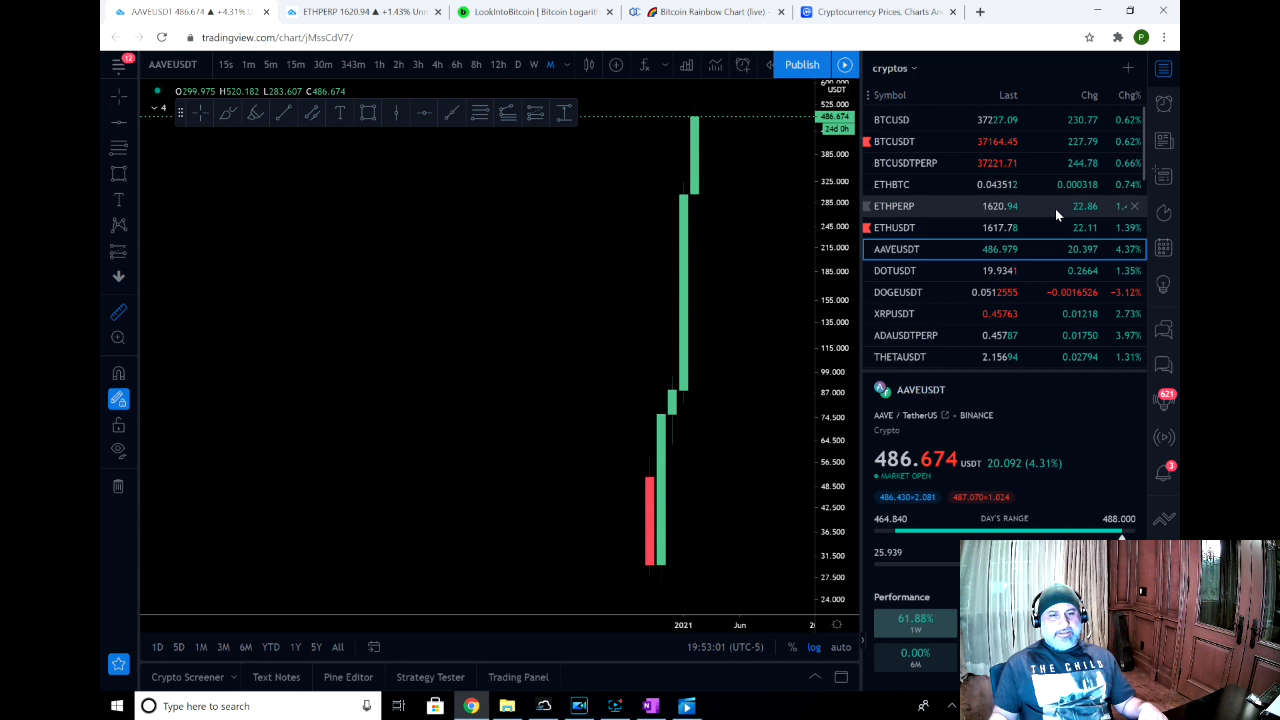 AAVEUSDT 486.674 ▲ +4.31% U
ETHPERP 1620.94 ▲ +1.43% Unn
LookIntoBitcoin | Bitcoin Logarith
Bitcoin Rainbow Chart (live) -
Cryptocurrency Prices, Charts An
tradingview.com/chart/jMssCdV7/
P
12
AAVEUSDT 15s 1m 5m 15m 30m 343m 1h 2h 3h 4h 6h 8h 12h D W M Publish
cryptos
O299.975 H520.182 L283.607 C486.674
4
Symbol Last Chg Chg%
BTCUSD 37227.09 230.77 0.62%
BTCUSDT 37164.45 227.79 0.62%
BTCUSDTPERP 37221.71 244.78 0.66%
ETHBTC 0.043512 0.000318 0.74%
ETHPERP 1620.94 22.86
ETHUSDT 1617.78 22.11 1.39%
AAVEUSDT 486.979 20.397 4.37%
DOTUSDT 19.9341 0.2664 1.35%
DOGEUSDT 0.0512555 −0.0016526 −3.12%
XRPUSDT 0.45763 0.01218 2.73%
ADAUSDTPERP 0.45787 0.01750 3.97%
THETAUSDT 2.15694 0.02794 1.31%
600.000
USDT
525.000
486.674
24d 0h
385.000
325.000
285.000
245.000
215.000
185.000
155.000
135.000
115.000
99.000
87.000
74.500
64.500
56.500
48.500
42.500
36.500
31.500
27.500
24.000
2021 Jun
AAVEUSDT
AAVE / TetherUS • BINANCE
Crypto
486.674 USDT 20.092 (4.31%)
MARKET OPEN
486.430×2.081 487.070×1.024
464.840 DAY'S RANGE 488.000
25.939
Performance
61.88%
1W
0.00%
6M
621
3
1D 5D 1M 3M 6M YTD 1Y 5Y All
19:53:01 (UTC-5) % log auto
Crypto Screener Text Notes Pine Editor Strategy Tester Trading Panel
THE CHILD
Type here to search